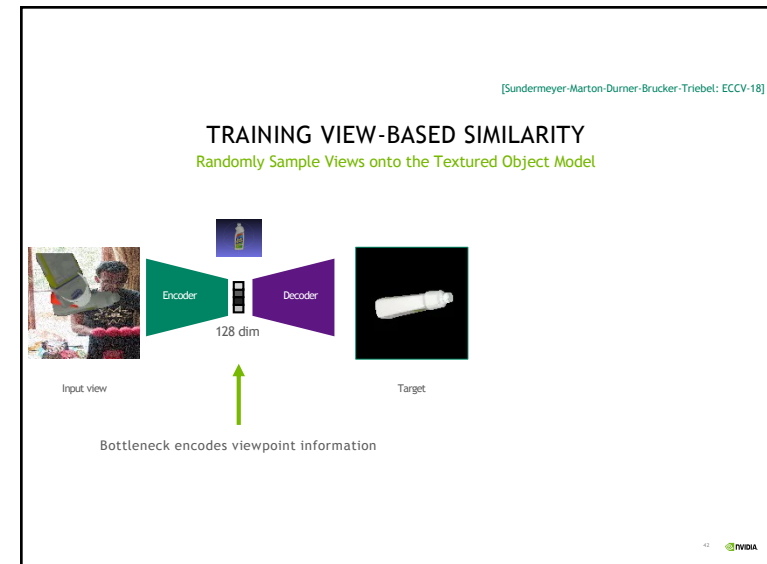 [Sundermeyer-Marton-Durner-Brucker-Triebel: ECCV-18]
TRAINING VIEW-BASED SIMILARITY
Randomly Sample Views onto the Textured Object Model
Encoder
Decoder
128 dim
Input view
Target
Bottleneck encodes viewpoint information
42
NVIDIA